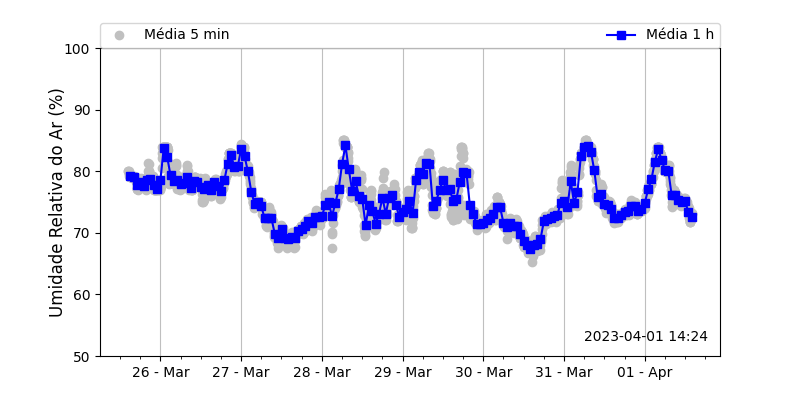 Média 5 min
Média 1 h
Umidade Relativa do Ar (%)
100
90
80
70
60
50
2023-04-01 14:24
26 - Mar
27 - Mar
28 - Mar
29 - Mar
30 - Mar
31 - Mar
01 - Apr